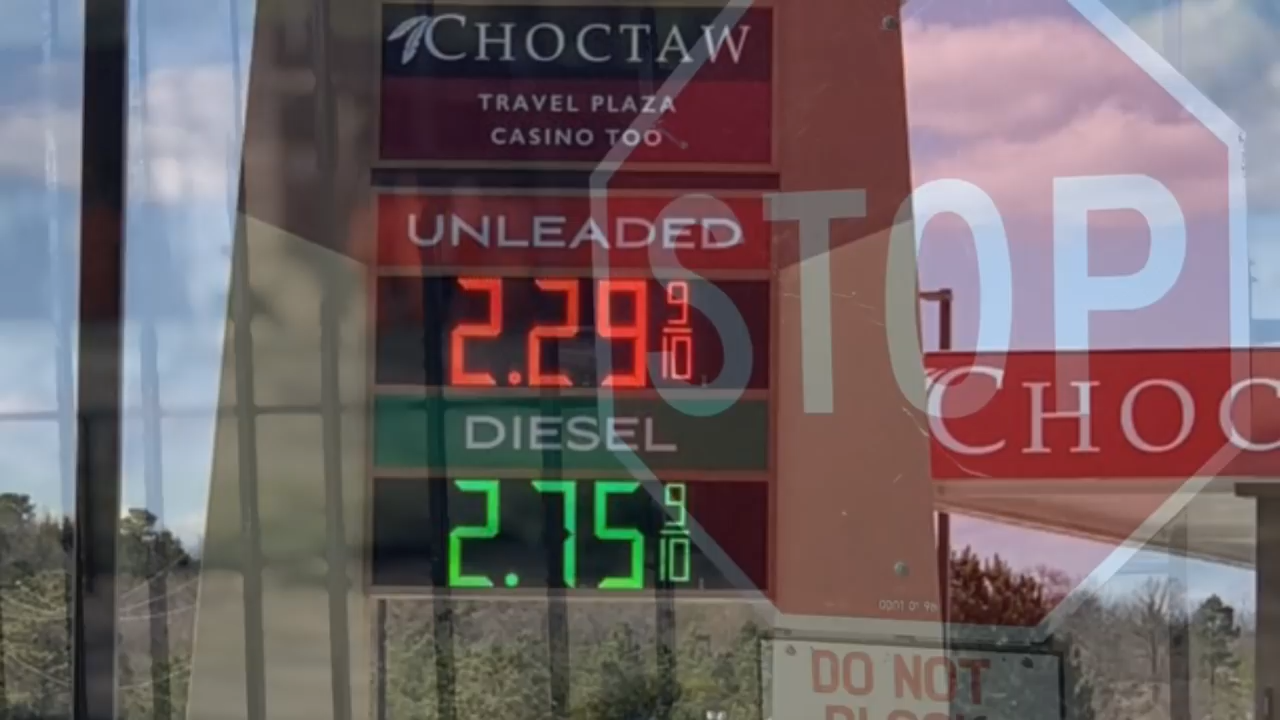 CHOCTAW
TRAVEL PLAZA
CASINO TOO
UNLEADED
2.29 9/10
DIESEL
2.75 9/10
STOP
CHOC
DO NOT
BLOCK